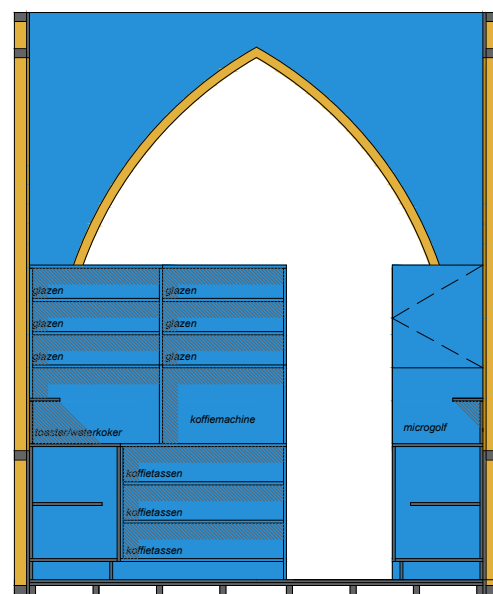 glazen glazen
glazen glazen
glazen glazen
koffiemachine
toaster/waterkoker
microgolf
koffietassen
koffietassen
koffietassen